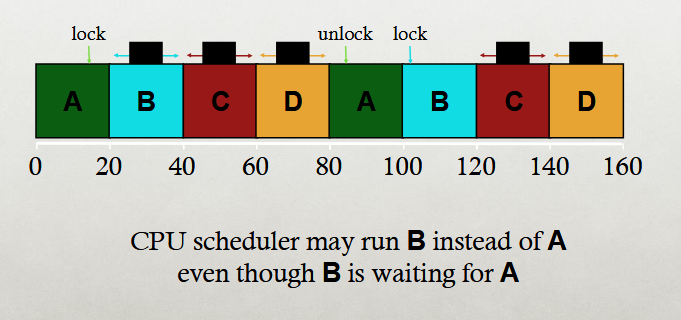 lock unlock lock
A B C D A B C D
0 20 40 60 80 100 120 140 160
CPU scheduler may run B instead of A
even though B is waiting for A